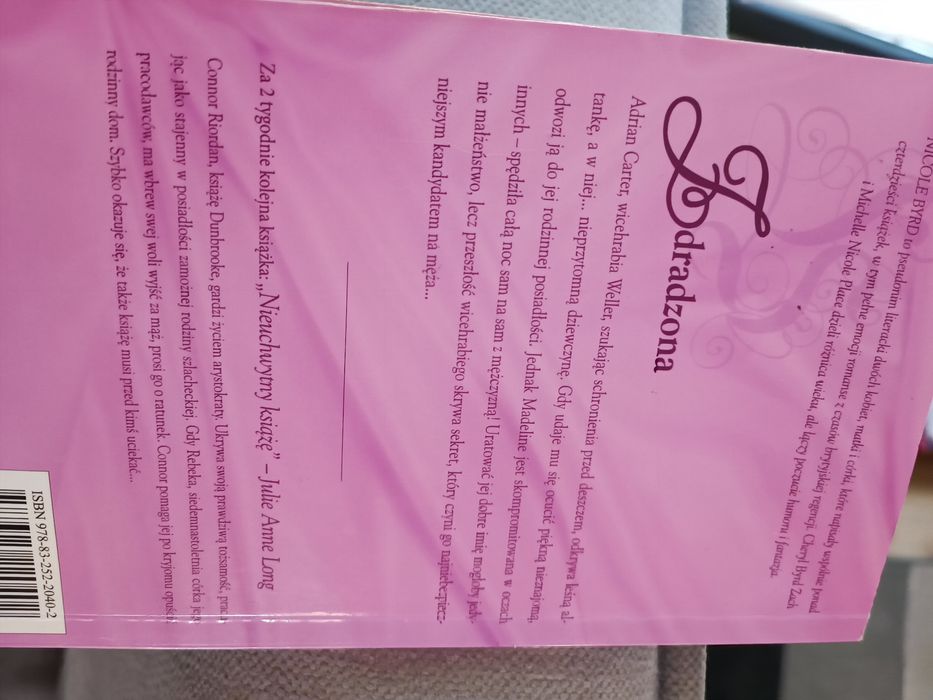 NICOLE BYRD to pseudonim literacki dwóch kobiet, matki i córki, które napisały wspólnie ponad
czterdzieści książek, w tym pełne emocji romanse z czasów brytyjskiej regencji. Cheryl Byrd Zach
i Michelle Nicole Place dzieli różnica wieku, ale łączy poczucie humoru i fantazja.
Zdradzona
Adrian Carter, wicehrabia Weller, szukając schronienia przed deszczem, odkrywa leśną al-
tankę, a w niej... nieprzytomną dziewczynę. Gdy udaje mu się ocucić piękną nieznajomą,
odwozi ją do jej rodzinnej posiadłości. Jednak Madeline jest skompromitowana w oczach
innych – spędziła całą noc sam na sam z mężczyzną! Uratować jej dobre imię mogłoby jedy-
nie małżeństwo, lecz przeszłość wicehrabiego skrywa sekret, który czyni go najniebezpiecz-
niejszym kandydatem na męża...
Za 2 tygodnie kolejna książka: „Nieuchwytny książę” – Julie Anne Long
Connor Riordan, książę Dunbrooke, gardzi życiem arystokraty. Ukrywa swoją prawdziwą tożsamość, pracu-
jąc jako stajenny w posiadłości zamożnej rodziny szlacheckiej. Gdy Rebeka, siedemnastoletnia córka jego
pracodawców, ma wbrew swej woli wyjść za mąż, prosi go o ratunek. Connor pomaga jej po kryjomu opuścić
rodzinny dom. Szybko okazuje się, że także książę musi przed kimś uciekać...
ISBN 978-83-252-2040-2